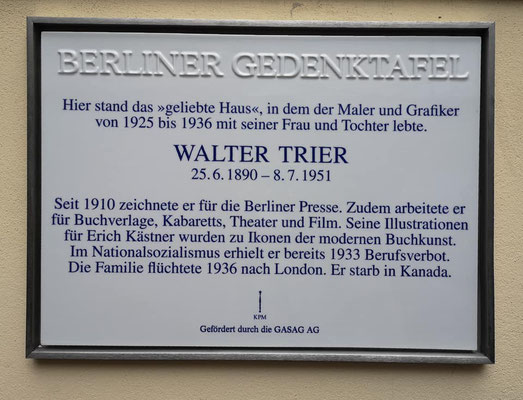 BERLINER GEDENKTAFEL
Hier stand das »geliebte Haus«, in dem der Maler und Grafiker
von 1925 bis 1936 mit seiner Frau und Tochter lebte.
WALTER TRIER
25. 6. 1890 – 8. 7. 1951
Seit 1910 zeichnete er für die Berliner Presse. Zudem arbeitete er
für Buchverlage, Kabaretts, Theater und Film. Seine Illustrationen
für Erich Kästner wurden zu Ikonen der modernen Buchkunst.
Im Nationalsozialismus erhielt er bereits 1933 Berufsverbot.
Die Familie flüchtete 1936 nach London. Er starb in Kanada.
KPM
Gefördert durch die GASAG AG